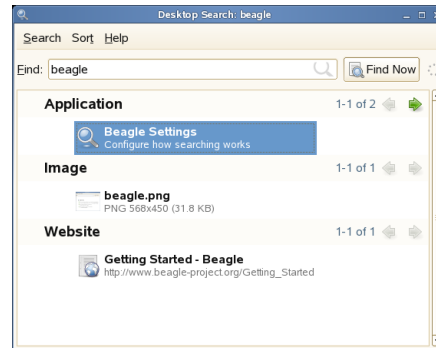 Desktop Search: beagle
Search Sort Help
Find: beagle Find Now
Application 1-1 of 2
Beagle Settings
Configure how searching works
Image 1-1 of 1
beagle.png
PNG 568x450 (31.8 KB)
Website 1-1 of 1
Getting Started - Beagle
http://www.beagle-project.org/Getting_Started